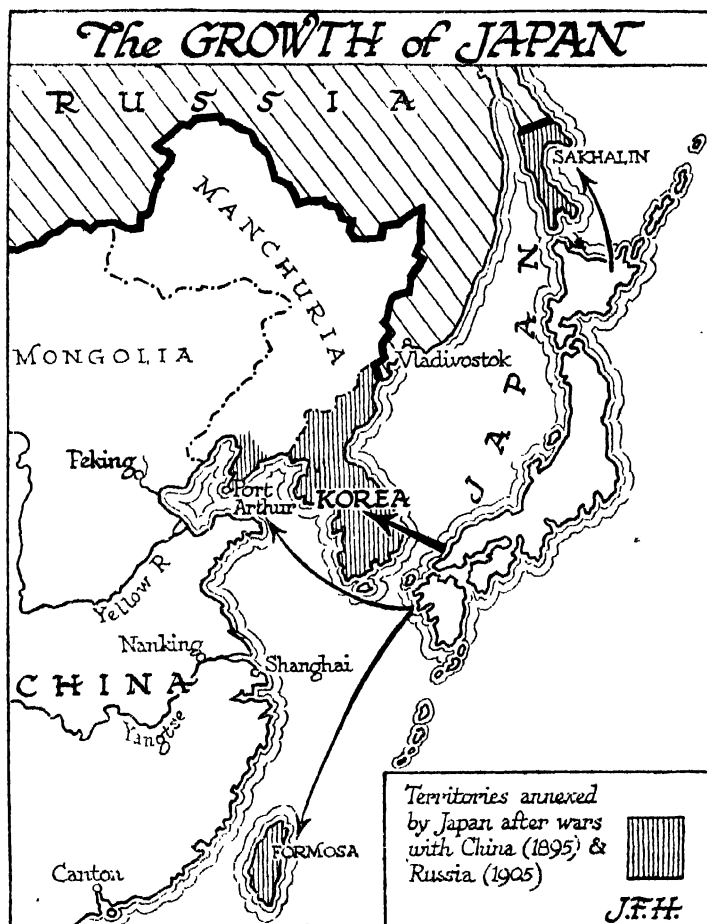 The GROWTH of JAPAN
RUSSIA
SAKHALIN
MANCHURIA
MONGOLIA
Vladivostok
JAPAN
Peking
Port
Arthur
KOREA
Yellow R
Nanking
Shanghai
CHINA
Yangtse
FORMOSA
Canton
Territories annexed
by Japan after wars
with China (1895) &
Russia (1905)
J.F.H.